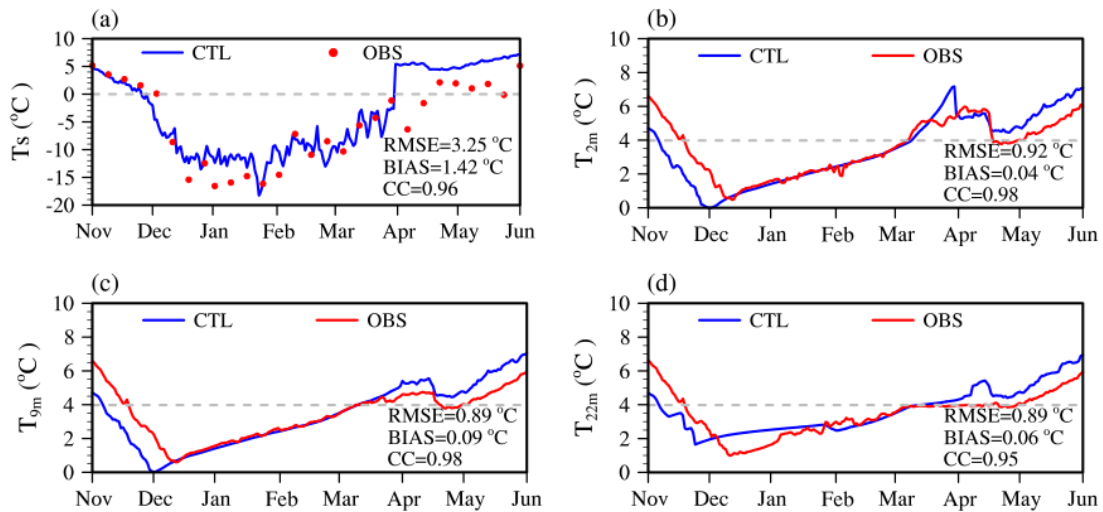 (a)
CTL
OBS
10
5
0
-5
-10
-15
-20
Ts (°C)
RMSE=3.25 °C
BIAS=1.42 °C
CC=0.96
Nov Dec Jan Feb Mar Apr May Jun
(b)
CTL
OBS
10
8
6
4
2
0
T2m (°C)
RMSE=0.92 °C
BIAS=0.04 °C
CC=0.98
Nov Dec Jan Feb Mar Apr May Jun
(c)
CTL
OBS
10
8
6
4
2
0
T9m (°C)
RMSE=0.89 °C
BIAS=0.09 °C
CC=0.98
Nov Dec Jan Feb Mar Apr May Jun
(d)
CTL
OBS
10
8
6
4
2
0
T22m (°C)
RMSE=0.89 °C
BIAS=0.06 °C
CC=0.95
Nov Dec Jan Feb Mar Apr May Jun